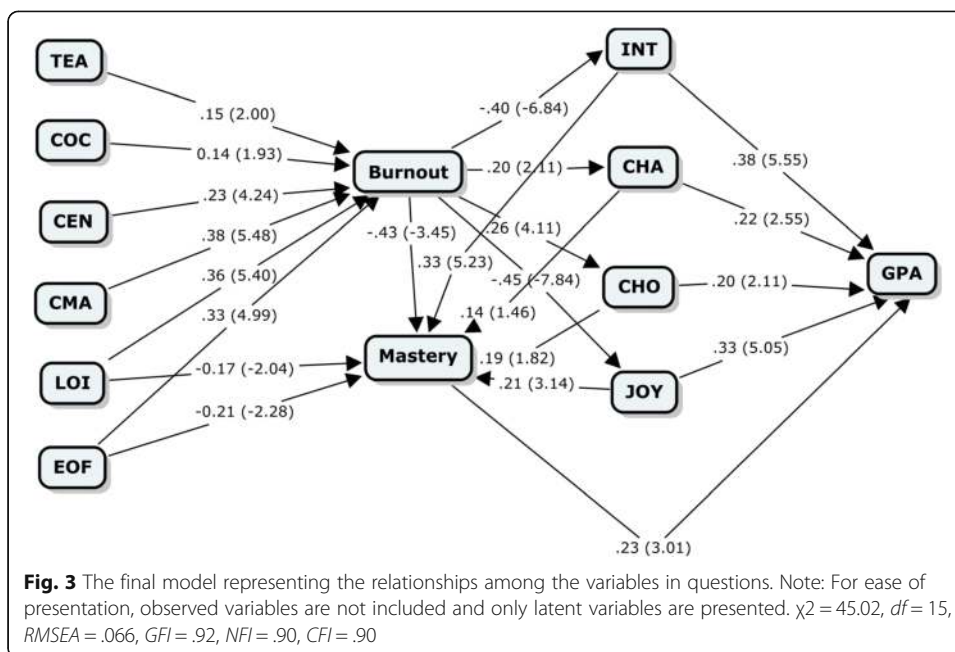 TEA
COC
CEN
CMA
LOI
EOF
Burnout
Mastery
INT
CHA
CHO
JOY
GPA
.15 (2.00)
0.14 (1.93)
.23 (4.24)
.38 (5.48)
.36 (5.40)
.33 (4.99)
-0.17 (-2.04)
-0.21 (-2.28)
-.40 (-6.84)
.20 (2.11)
.26 (4.11)
-.43 (-3.45)
.33 (5.23)
-.45 (-7.84)
.14 (1.46)
.19 (1.82)
.21 (3.14)
.38 (5.55)
.22 (2.55)
.20 (2.11)
.33 (5.05)
.23 (3.01)
Fig. 3 The final model representing the relationships among the variables in questions. Note: For ease of
presentation, observed variables are not included and only latent variables are presented. χ2 = 45.02, df = 15,
RMSEA = .066, GFI = .92, NFI = .90, CFI = .90